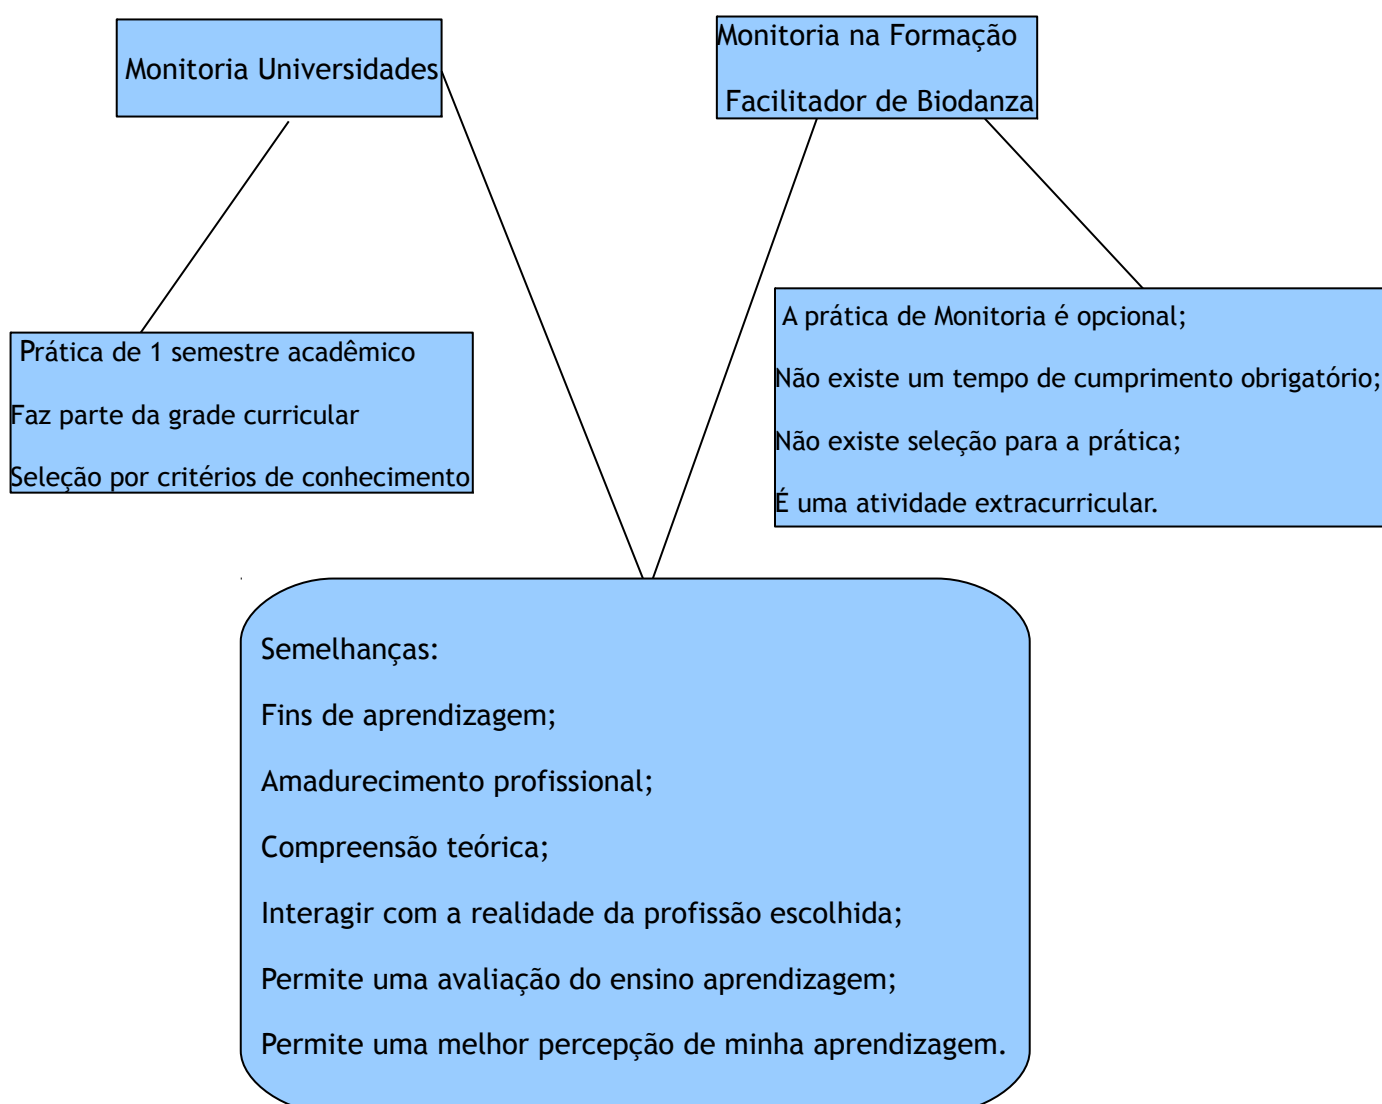 Monitoria Universidades
Monitoria na Formação
Facilitador de Biodanza
Prática de 1 semestre acadêmico
Faz parte da grade curricular
Seleção por critérios de conhecimento
A prática de Monitoria é opcional;
Não existe um tempo de cumprimento obrigatório;
Não existe seleção para a prática;
É uma atividade extracurricular.
Semelhanças:
Fins de aprendizagem;
Amadurecimento profissional;
Compreensão teórica;
Interagir com a realidade da profissão escolhida;
Permite uma avaliação do ensino aprendizagem;
Permite uma melhor percepção de minha aprendizagem.